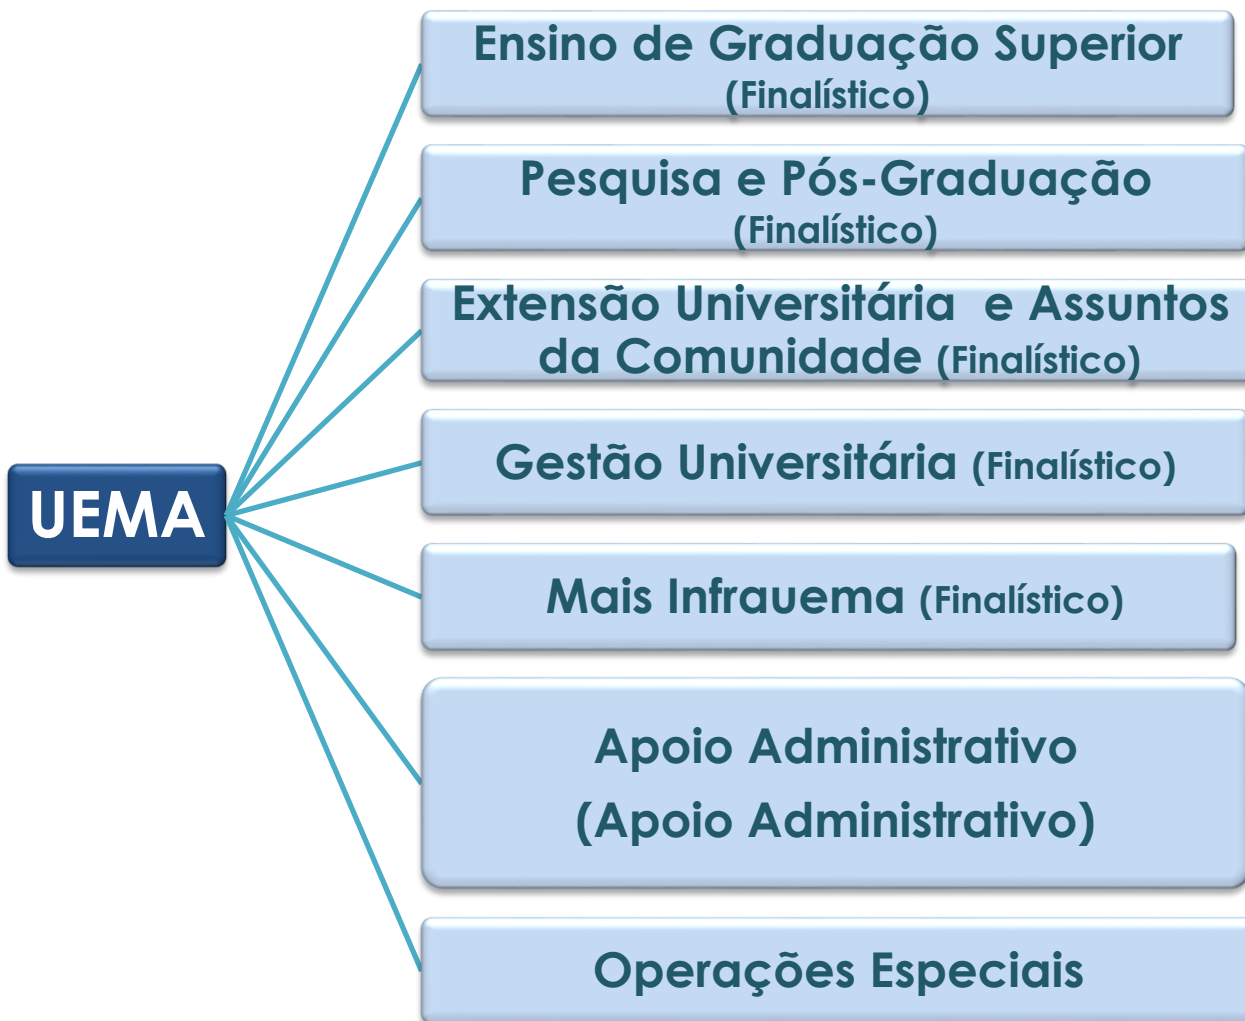 Ensino de Graduação Superior
(Finalístico)
Pesquisa e Pós-Graduação
(Finalístico)
Extensão Universitária e Assuntos
da Comunidade (Finalístico)
Gestão Universitária (Finalístico)
UEMA
Mais Infrauema (Finalístico)
Apoio Administrativo
(Apoio Administrativo)
Operações Especiais